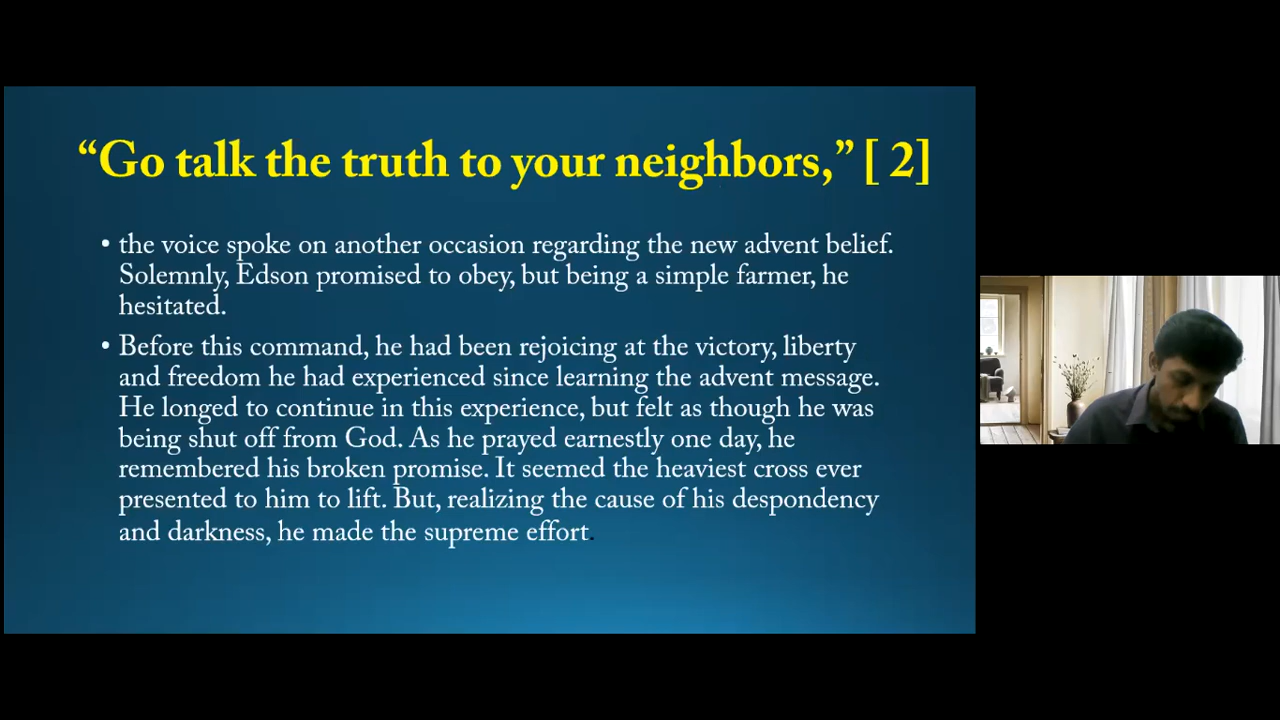 “Go talk the truth to your neighbors,” [ 2]
• the voice spoke on another occasion regarding the new advent belief.
Solemnly, Edson promised to obey, but being a simple farmer, he
hesitated.
• Before this command, he had been rejoicing at the victory, liberty
and freedom he had experienced since learning the advent message.
He longed to continue in this experience, but felt as though he was
being shut off from God. As he prayed earnestly one day, he
remembered his broken promise. It seemed the heaviest cross ever
presented to him to lift. But, realizing the cause of his despondency
and darkness, he made the supreme effort.